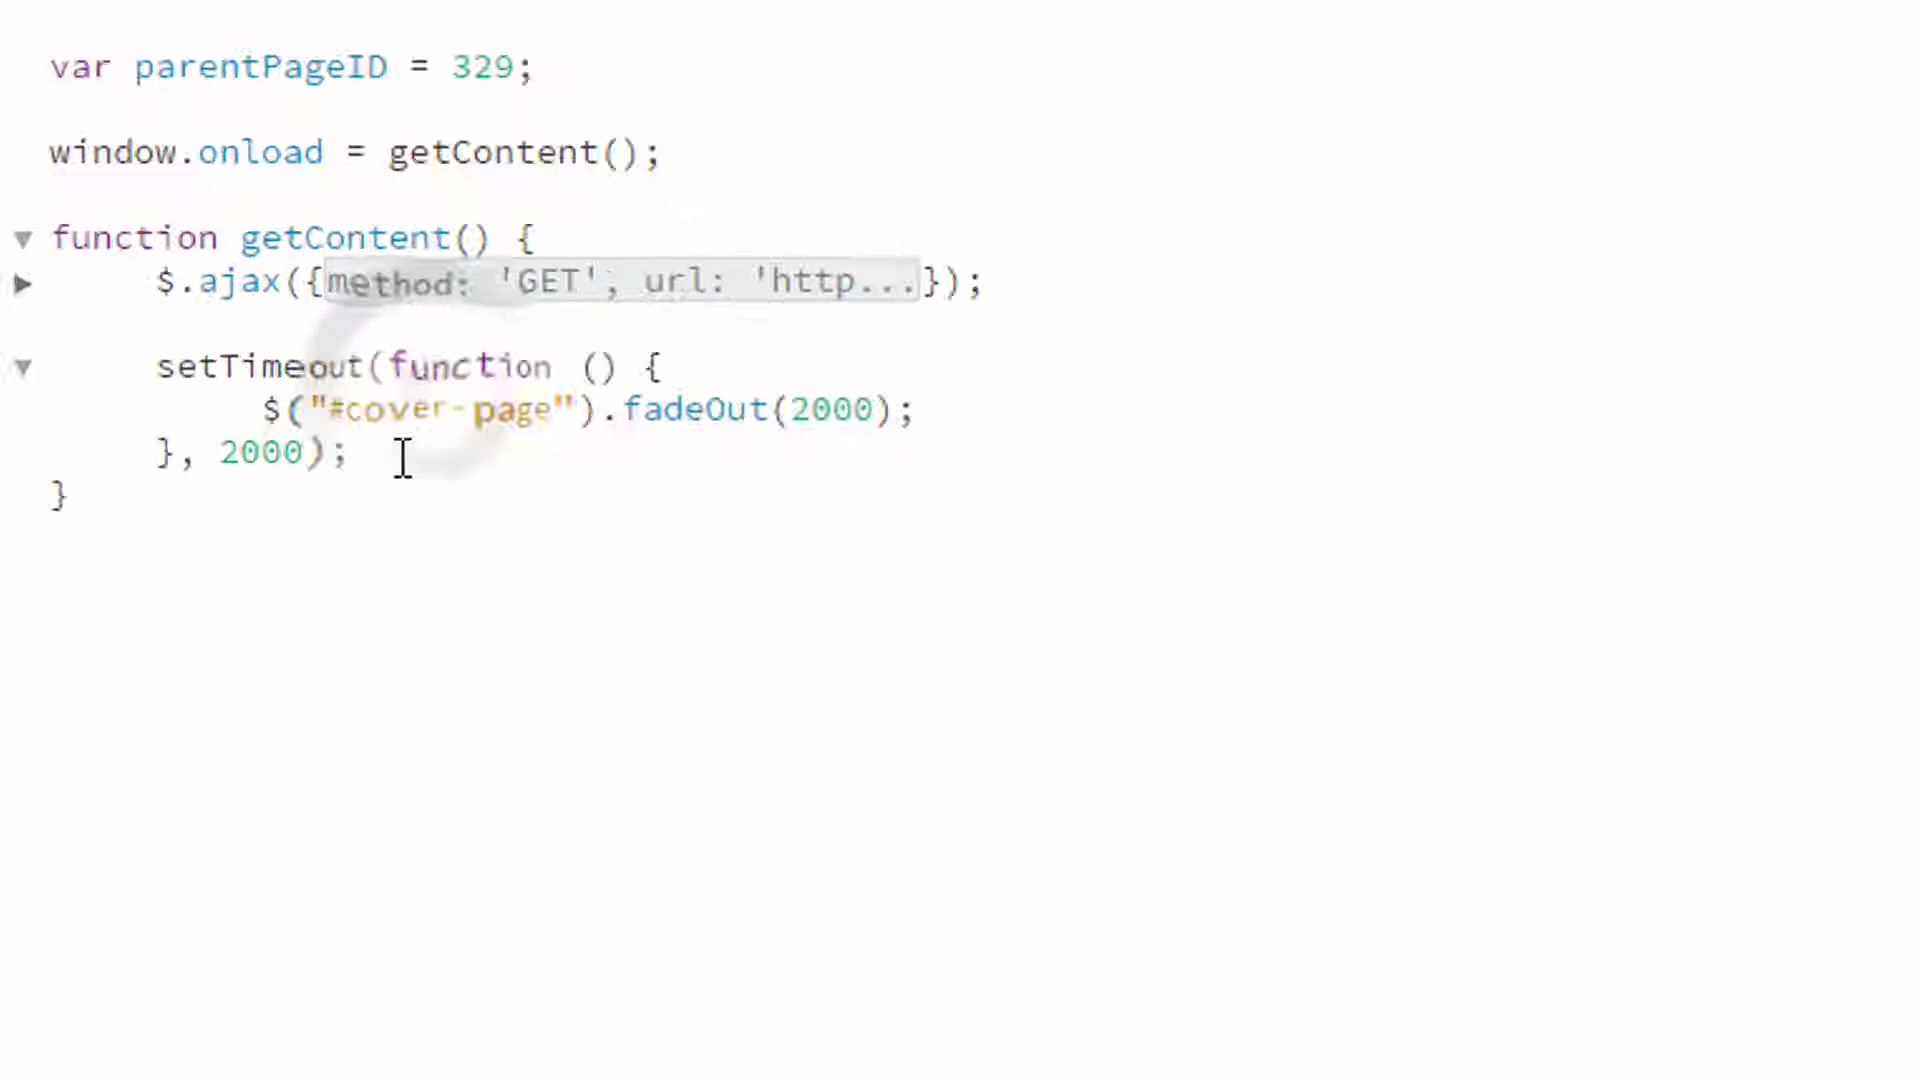 var parentPageID = 329;
window.onload = getContent();
function getContent() {
$.ajax({method: 'GET', url: 'http...});
setTimeout(function () {
$("#cover-page").fadeOut(2000);
}, 2000);
}